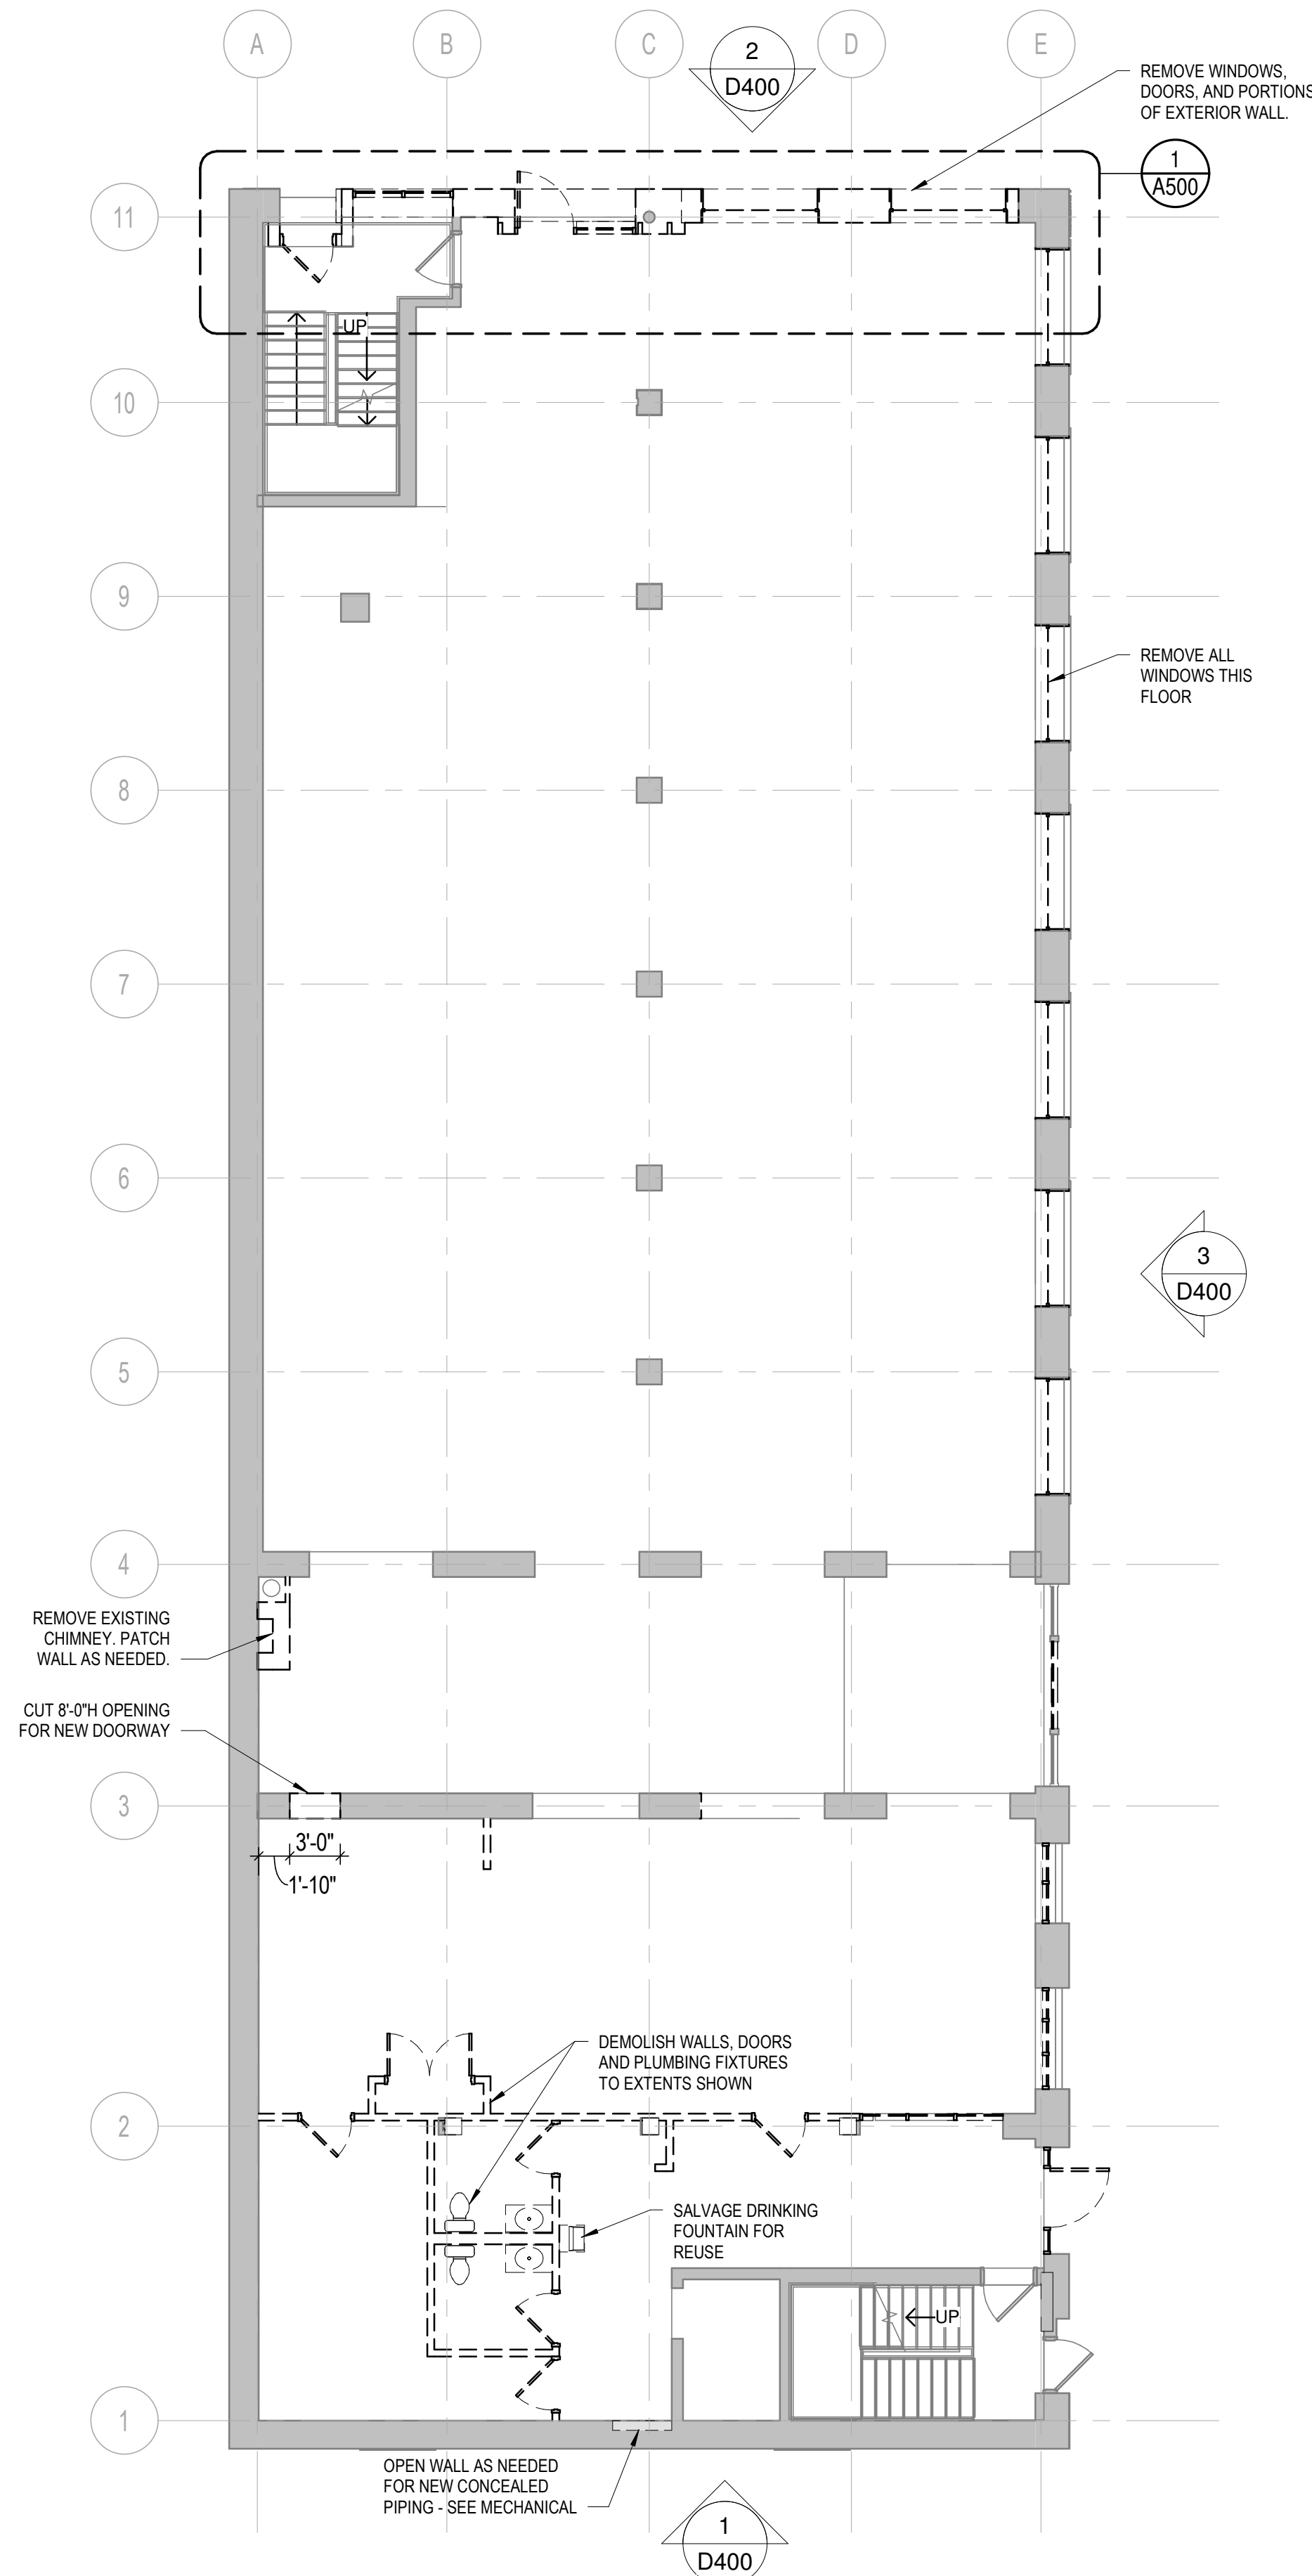 A
B
C
D
E
2
D400
REMOVE WINDOWS,
DOORS, AND PORTIONS
OF EXTERIOR WALL.
1
A500
11
UP
10
9
REMOVE ALL
WINDOWS THIS
FLOOR
8
7
6
3
D400
5
4
REMOVE EXISTING
CHIMNEY. PATCH
WALL AS NEEDED.
CUT 8'-0"H OPENING
FOR NEW DOORWAY
3
3'-0"
1'-10"
DEMOLISH WALLS, DOORS
AND PLUMBING FIXTURES
TO EXTENTS SHOWN
2
SALVAGE DRINKING
FOUNTAIN FOR
REUSE
UP
1
OPEN WALL AS NEEDED
FOR NEW CONCEALED
PIPING - SEE MECHANICAL
1
D400